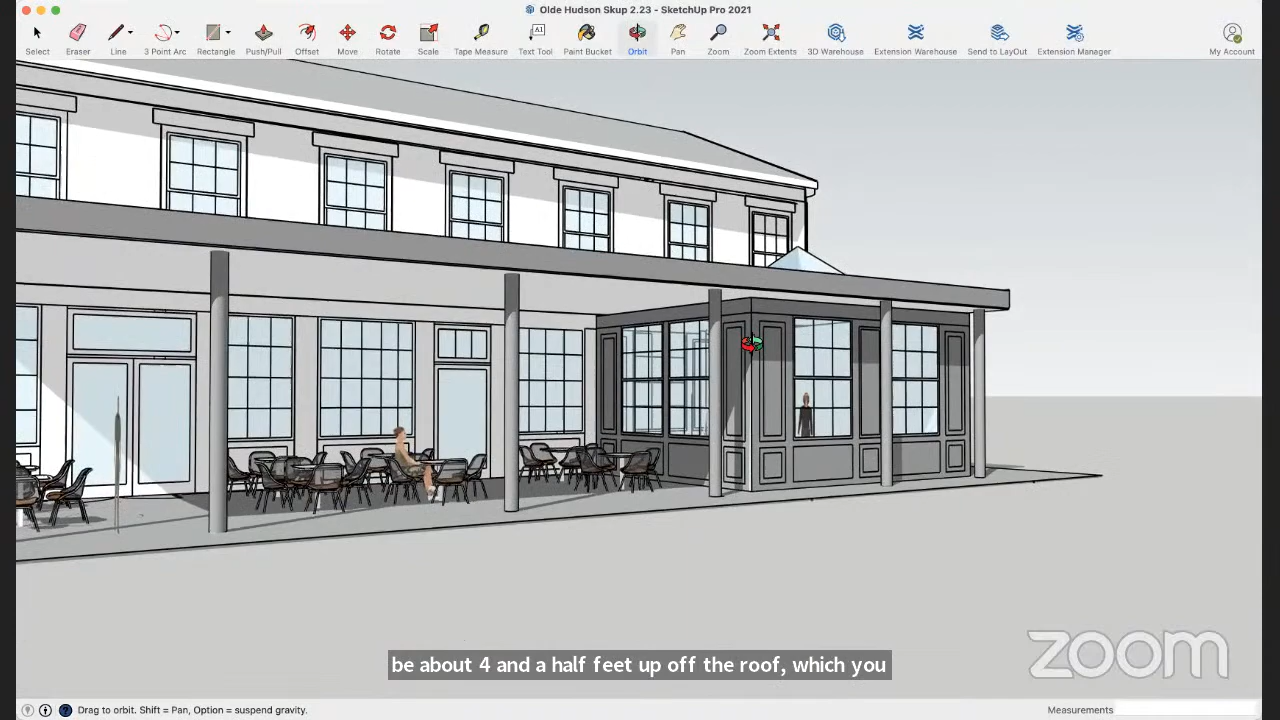 Olde Hudson Skup 2.23 - SketchUp Pro 2021
Select
Eraser
Line
3 Point Arc
Rectangle
Push/Pull
Offset
Move
Rotate
Scale
Tape Measure
Text Tool
Paint Bucket
Orbit
Pan
Zoom
Zoom Extents
3D Warehouse
Extension Warehouse
Send to LayOut
Extension Manager
My Account
be about 4 and a half feet up off the roof, which you
zoom
Drag to orbit. Shift = Pan, Option = suspend gravity.
Measurements